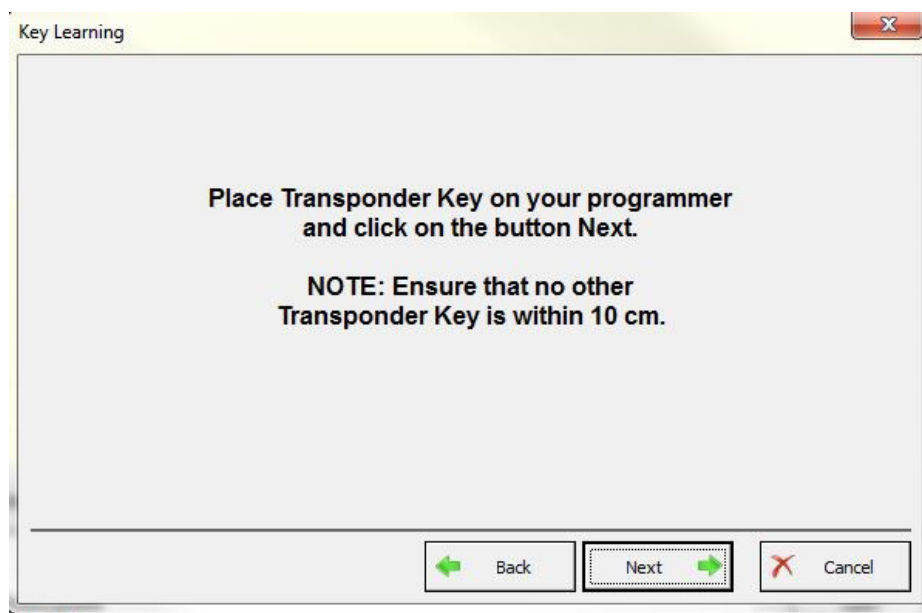 Key Learning
Place Transponder Key on your programmer
and click on the button Next.
NOTE: Ensure that no other
Transponder Key is within 10 cm.
Back
Next
Cancel